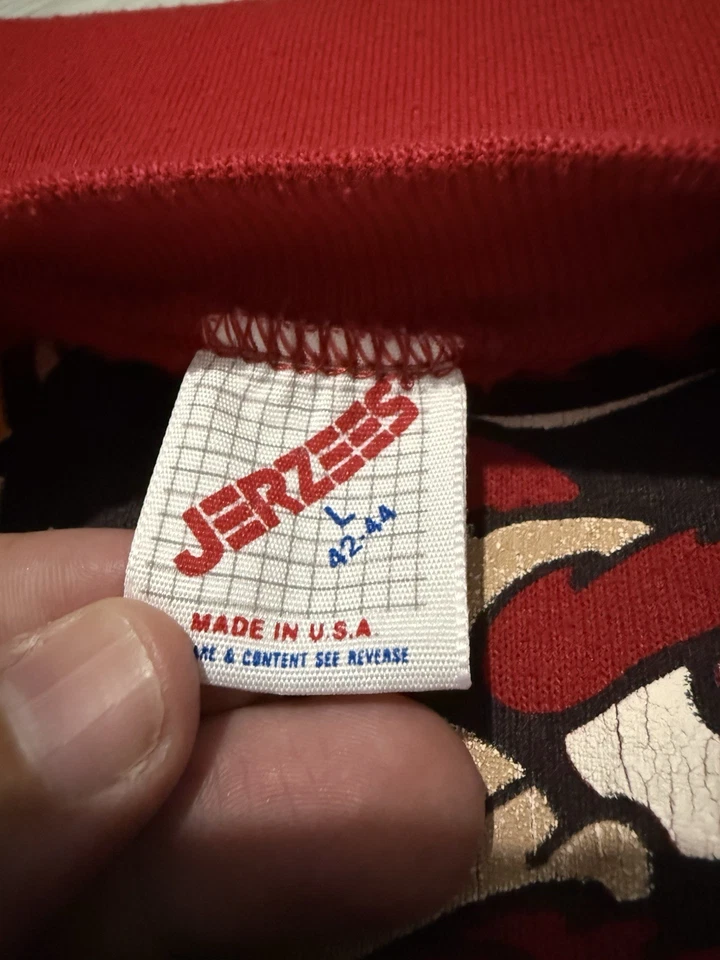 JERZEES
L
42-44
MADE IN U.S.A
& CONTENT SEE REVERSE